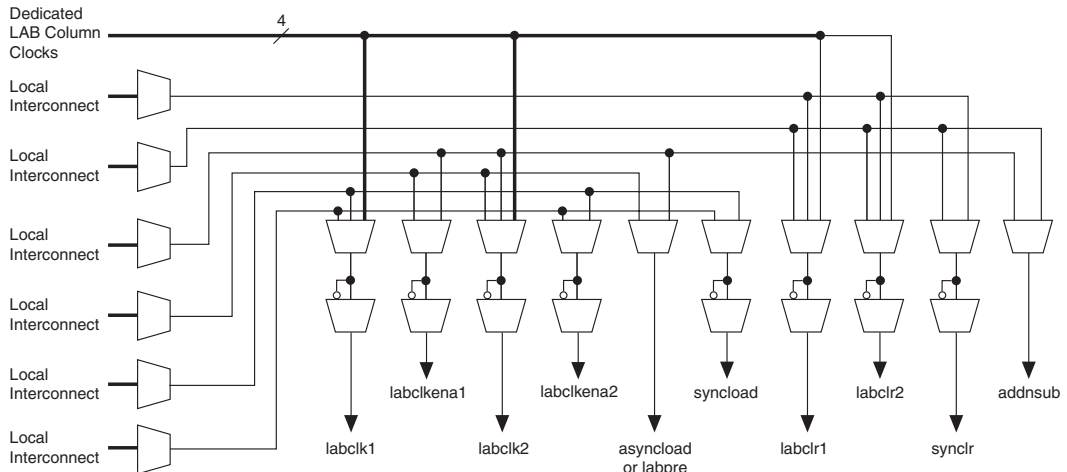 Dedicated
LAB Column
Clocks
4
Local
Interconnect
Local
Interconnect
Local
Interconnect
Local
Interconnect
Local
Interconnect
Local
Interconnect
labclkena1
labclkena2
syncload
labclr2
addnsub
labclk1
labclk2
asyncload
or labpre
labclr1
synclr